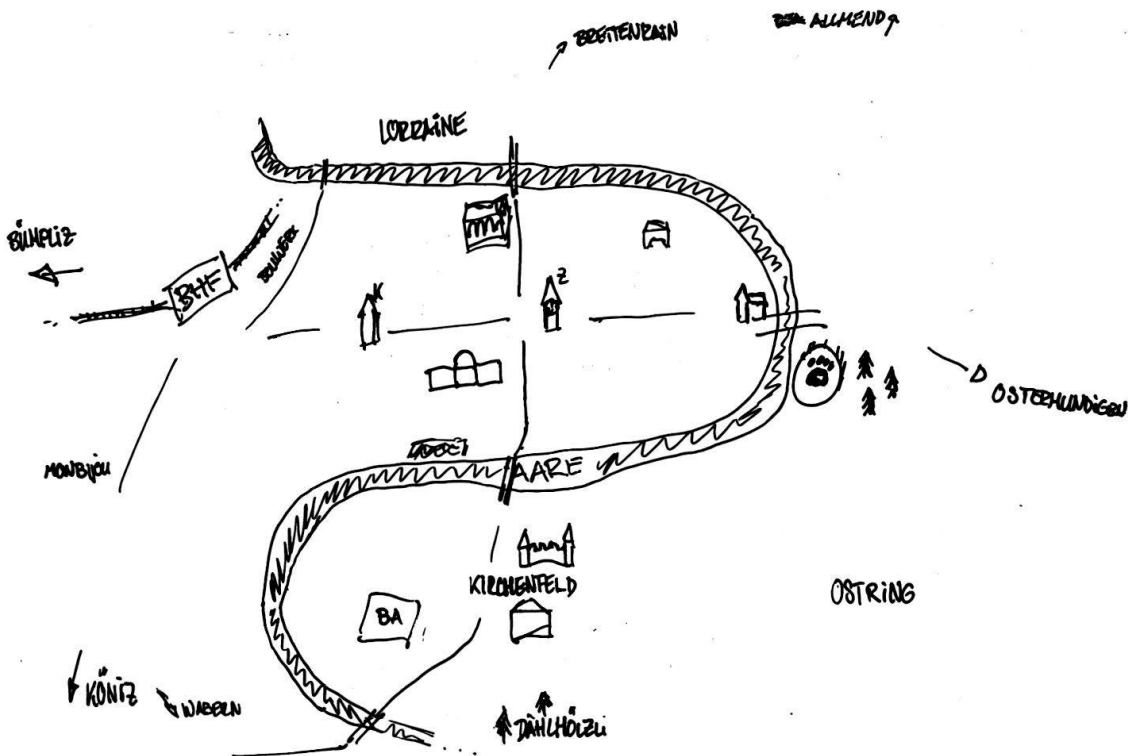 BREITENRAIN
ALLMEND
LORRAINE
BÜMPLIZ
BHF
BOLLWERK
K
Z
OSTERMUNDIGEN
MONBIJOU
AARE
KIRCHENFELD
BA
OSTRING
KÖNIZ
WABERN
DÄHLHÖLZLI
...